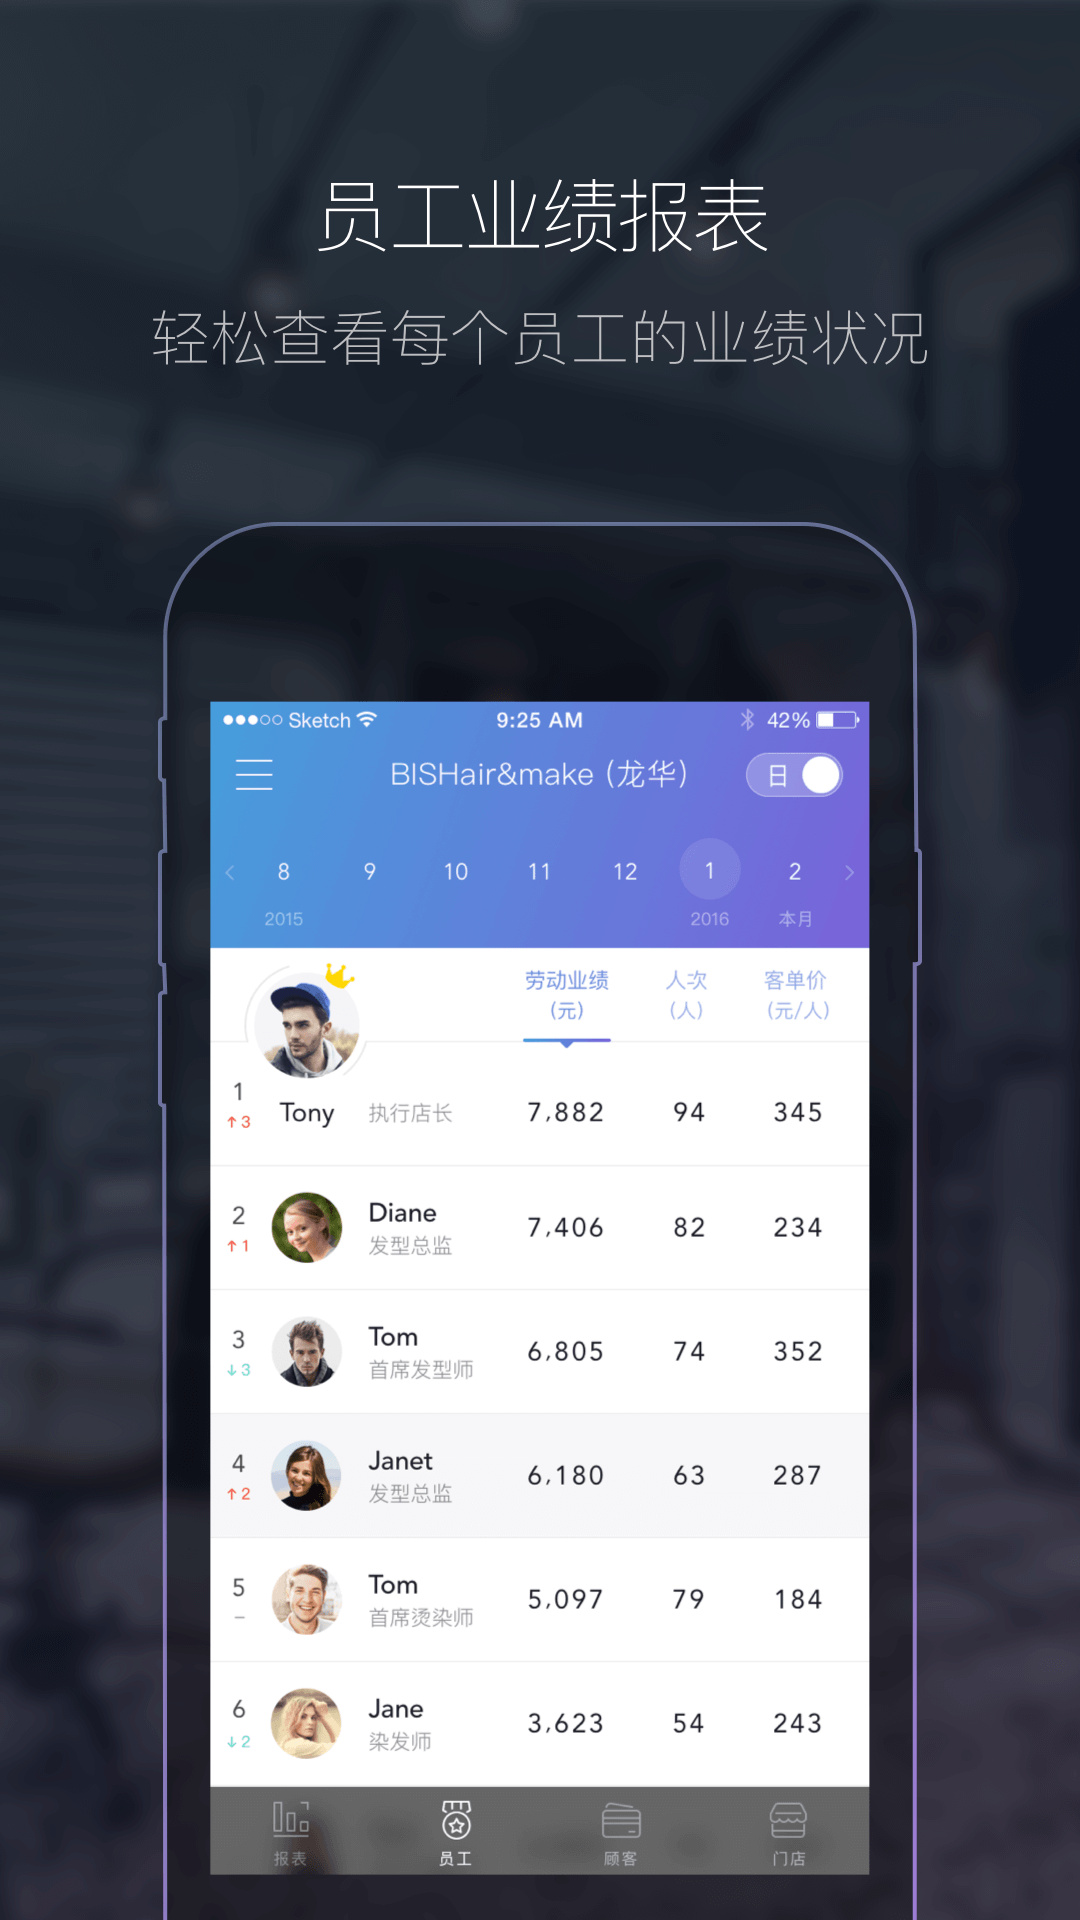 员工业绩报表
轻松查看每个员工的业绩状况
Sketch 9:25 AM 42%
BISHair&make（龙华） 日
8 9 10 11 12 1 2
2015 2016 本月
劳动业绩 人次 客单价
(元) (人) (元/人)
1
↑3 Tony 执行店长 7,882 94 345
2 Diane
↑1 发型总监 7,406 82 234
3 Tom
↓3 首席发型师 6,805 74 352
4 Janet
↑2 发型总监 6,180 63 287
5 Tom
– 首席烫染师 5,097 79 184
6 Jane
↓2 染发师 3,623 54 243
报表 员工 顾客 门店